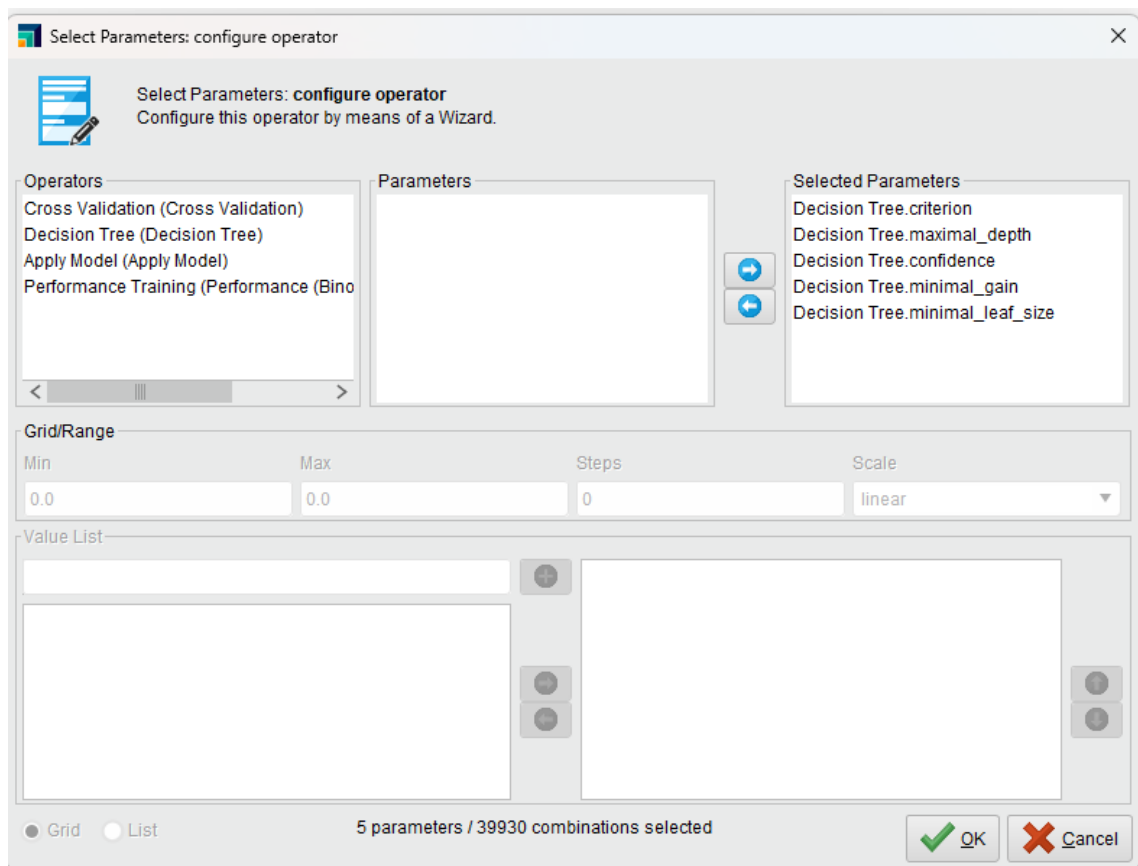 Select Parameters: configure operator
Select Parameters: configure operator
Configure this operator by means of a Wizard.
Operators
Cross Validation (Cross Validation)
Decision Tree (Decision Tree)
Apply Model (Apply Model)
Performance Training (Performance (Bino
Parameters
Selected Parameters
Decision Tree.criterion
Decision Tree.maximal_depth
Decision Tree.confidence
Decision Tree.minimal_gain
Decision Tree.minimal_leaf_size
Grid/Range
Min Max Steps Scale
0.0 0.0 0 linear
Value List
Grid List 5 parameters / 39930 combinations selected OK Cancel